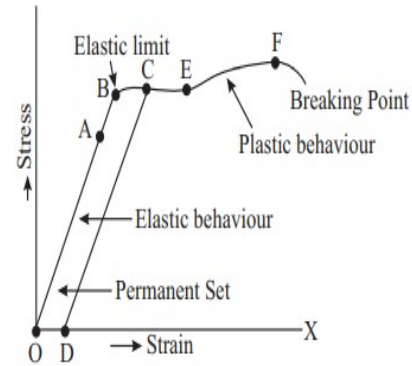 F
Elastic limit
C
E
B
Breaking Point
Plastic behaviour
A
→ Stress
Elastic behaviour
Permanent Set
X
O
D
→ Strain